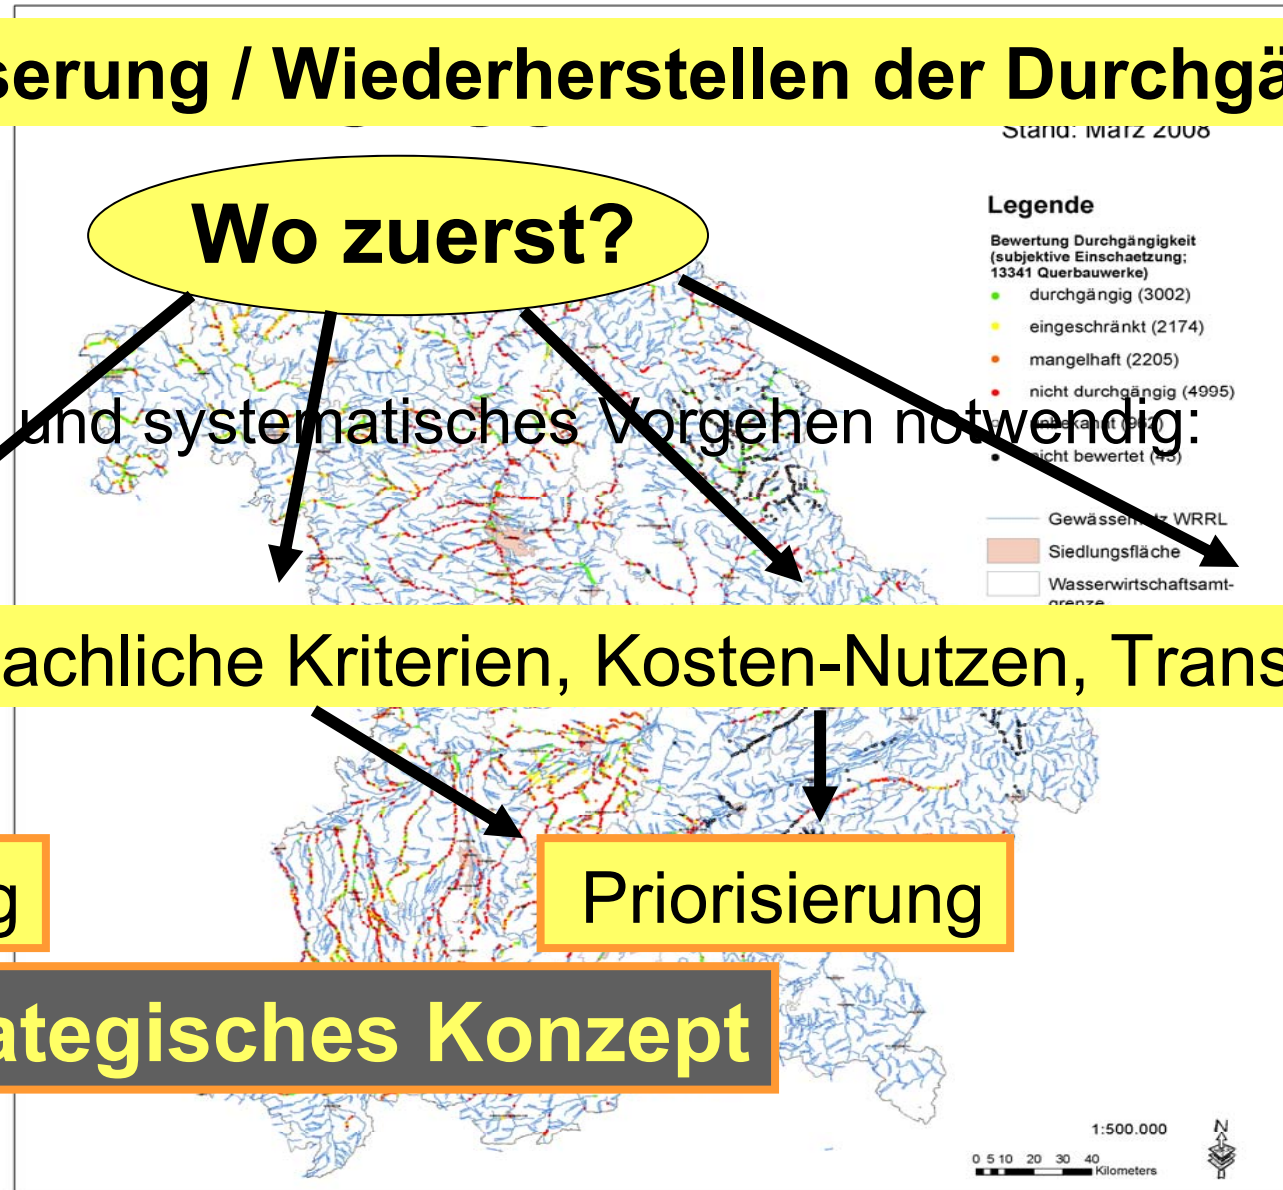 serung / Wiederherstellen der Durchgä
Stand: März 2008
Wo zuerst?
Legende
Bewertung Durchgängigkeit
(subjektive Einschaetzung;
13341 Querbauwerke)
durchgängig (3002)
eingeschränkt (2174)
mangelhaft (2205)
nicht durchgängig (4995)
und systematisches Vorgehen notwendig:
nicht bewertet (43)
WRRL
Siedlungsfläche
Wasserwirtschaftsamt-
grenze
achliche Kriterien, Kosten-Nutzen, Trans
g
Priorisierung
ategisches Konzept
1:500.000
N
0 5 10 20 30 40
Kilometers